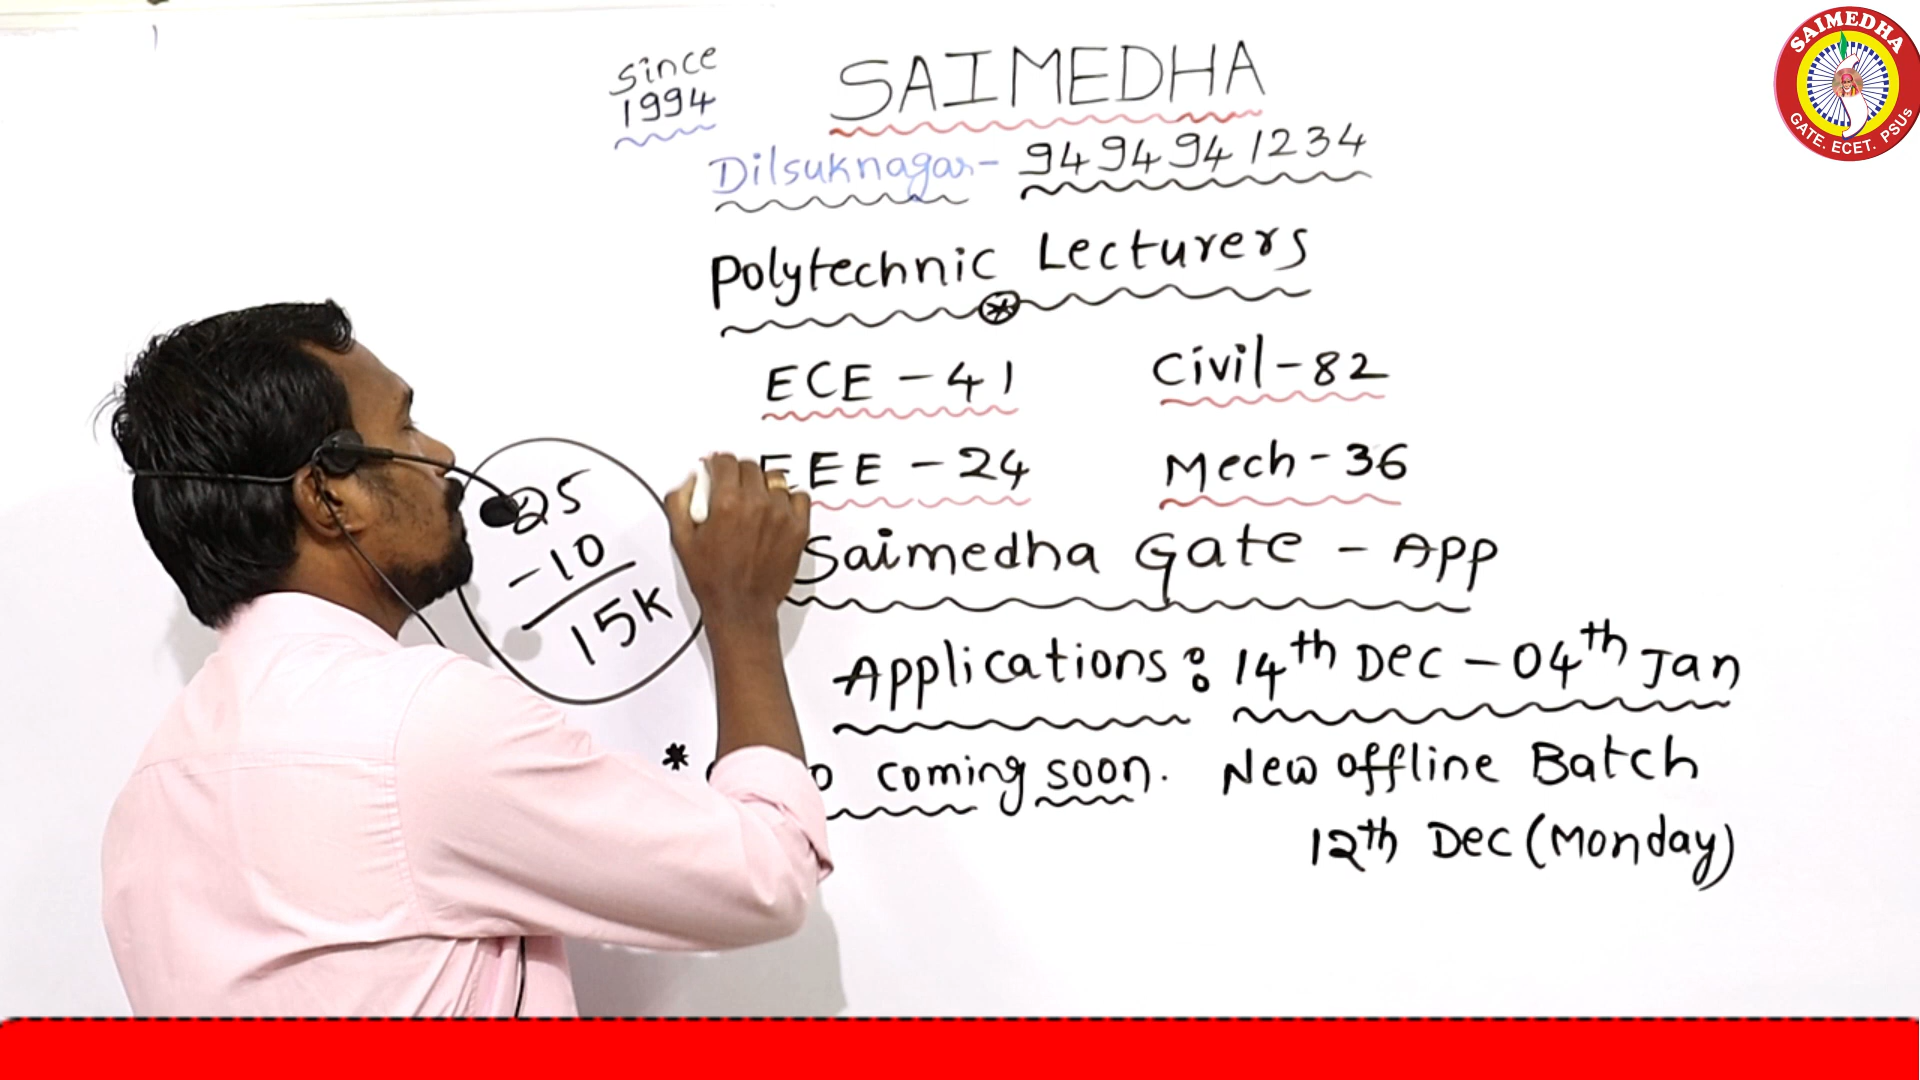 since
1994
SAIMEDHA
Dilsuknagar - 9494941234
Polytechnic Lecturers
ECE - 41 Civil - 82
EEE - 24 Mech - 36
25
-10
15K
Saimedha Gate - App
Applications : 14th Dec - 04th Jan
* coming soon. New offline Batch
12th Dec (Monday)
SAIMEDHA
GATE. ECET. PSUs